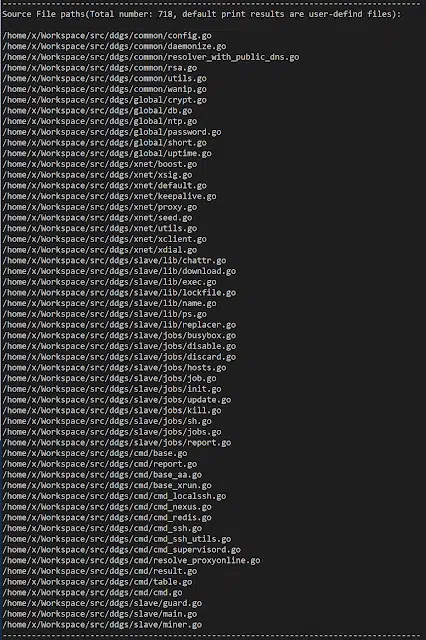 Source File paths(Total number: 718, default print results are user-defind files):
/home/x/Workspace/src/ddgs/common/config.go
/home/x/Workspace/src/ddgs/common/daemonize.go
/home/x/Workspace/src/ddgs/common/resolver_with_public_dns.go
/home/x/Workspace/src/ddgs/common/rsa.go
/home/x/Workspace/src/ddgs/common/utils.go
/home/x/Workspace/src/ddgs/common/wanip.go
/home/x/Workspace/src/ddgs/global/crypt.go
/home/x/Workspace/src/ddgs/global/db.go
/home/x/Workspace/src/ddgs/global/ntp.go
/home/x/Workspace/src/ddgs/global/password.go
/home/x/Workspace/src/ddgs/global/short.go
/home/x/Workspace/src/ddgs/global/uptime.go
/home/x/Workspace/src/ddgs/xnet/boost.go
/home/x/Workspace/src/ddgs/xnet/xsig.go
/home/x/Workspace/src/ddgs/xnet/default.go
/home/x/Workspace/src/ddgs/xnet/keepalive.go
/home/x/Workspace/src/ddgs/xnet/proxy.go
/home/x/Workspace/src/ddgs/xnet/seed.go
/home/x/Workspace/src/ddgs/xnet/utils.go
/home/x/Workspace/src/ddgs/xnet/xclient.go
/home/x/Workspace/src/ddgs/xnet/xdial.go
/home/x/Workspace/src/ddgs/slave/lib/chattr.go
/home/x/Workspace/src/ddgs/slave/lib/download.go
/home/x/Workspace/src/ddgs/slave/lib/exec.go
/home/x/Workspace/src/ddgs/slave/lib/lockfile.go
/home/x/Workspace/src/ddgs/slave/lib/name.go
/home/x/Workspace/src/ddgs/slave/lib/ps.go
/home/x/Workspace/src/ddgs/slave/lib/replacer.go
/home/x/Workspace/src/ddgs/slave/jobs/busybox.go
/home/x/Workspace/src/ddgs/slave/jobs/disable.go
/home/x/Workspace/src/ddgs/slave/jobs/discard.go
/home/x/Workspace/src/ddgs/slave/jobs/hosts.go
/home/x/Workspace/src/ddgs/slave/jobs/job.go
/home/x/Workspace/src/ddgs/slave/jobs/init.go
/home/x/Workspace/src/ddgs/slave/jobs/update.go
/home/x/Workspace/src/ddgs/slave/jobs/kill.go
/home/x/Workspace/src/ddgs/slave/jobs/sh.go
/home/x/Workspace/src/ddgs/slave/jobs/jobs.go
/home/x/Workspace/src/ddgs/slave/jobs/report.go
/home/x/Workspace/src/ddgs/cmd/base.go
/home/x/Workspace/src/ddgs/cmd/report.go
/home/x/Workspace/src/ddgs/cmd/base_aa.go
/home/x/Workspace/src/ddgs/cmd/base_xrun.go
/home/x/Workspace/src/ddgs/cmd/cmd_localssh.go
/home/x/Workspace/src/ddgs/cmd/cmd_nexus.go
/home/x/Workspace/src/ddgs/cmd/cmd_redis.go
/home/x/Workspace/src/ddgs/cmd/cmd_ssh.go
/home/x/Workspace/src/ddgs/cmd/cmd_ssh_utils.go
/home/x/Workspace/src/ddgs/cmd/cmd_supervisord.go
/home/x/Workspace/src/ddgs/cmd/resolve_proxyonline.go
/home/x/Workspace/src/ddgs/cmd/result.go
/home/x/Workspace/src/ddgs/cmd/table.go
/home/x/Workspace/src/ddgs/cmd/cmd.go
/home/x/Workspace/src/ddgs/slave/guard.go
/home/x/Workspace/src/ddgs/slave/main.go
/home/x/Workspace/src/ddgs/slave/miner.go